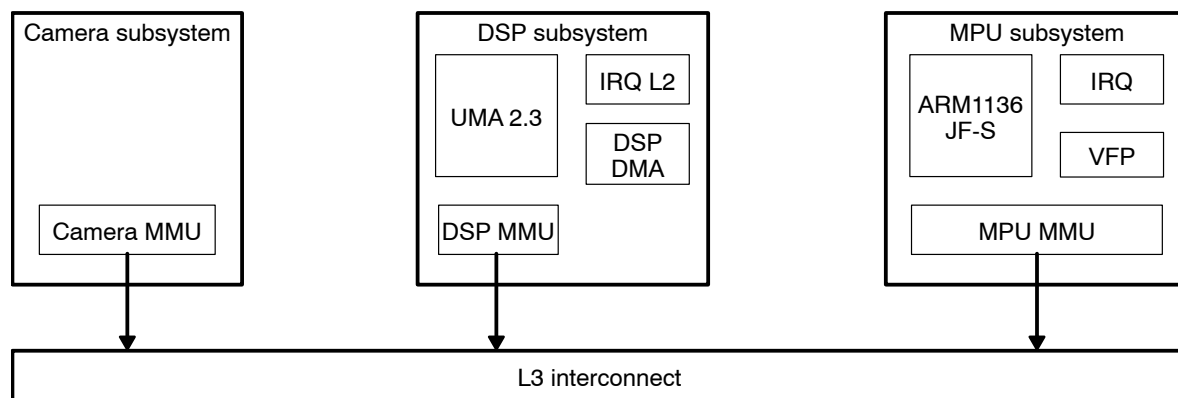 Camera subsystem
Camera MMU
DSP subsystem
UMA 2.3
IRQ L2
DSP
DMA
DSP MMU
MPU subsystem
ARM1136
JF-S
IRQ
VFP
MPU MMU
L3 interconnect